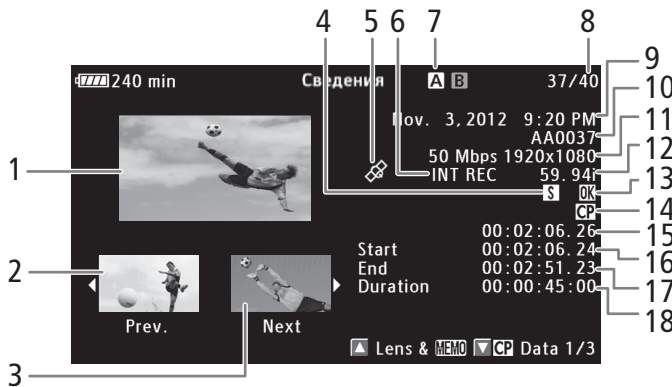 4 5 6 7 8
240 min Сведения A B 37/40
9
Nov. 3, 2012 9:20 PM
10
AA0037
11
50 Mbps 1920x1080
12
INT REC 59.94i
13
S OK
14
CP
1
15
00:02:06.26
16
Start 00:02:06.24
17
End 00:02:51.23
18
Duration 00:00:45:00
2
Prev. Next
3
Lens & MEMO CP Data 1/3